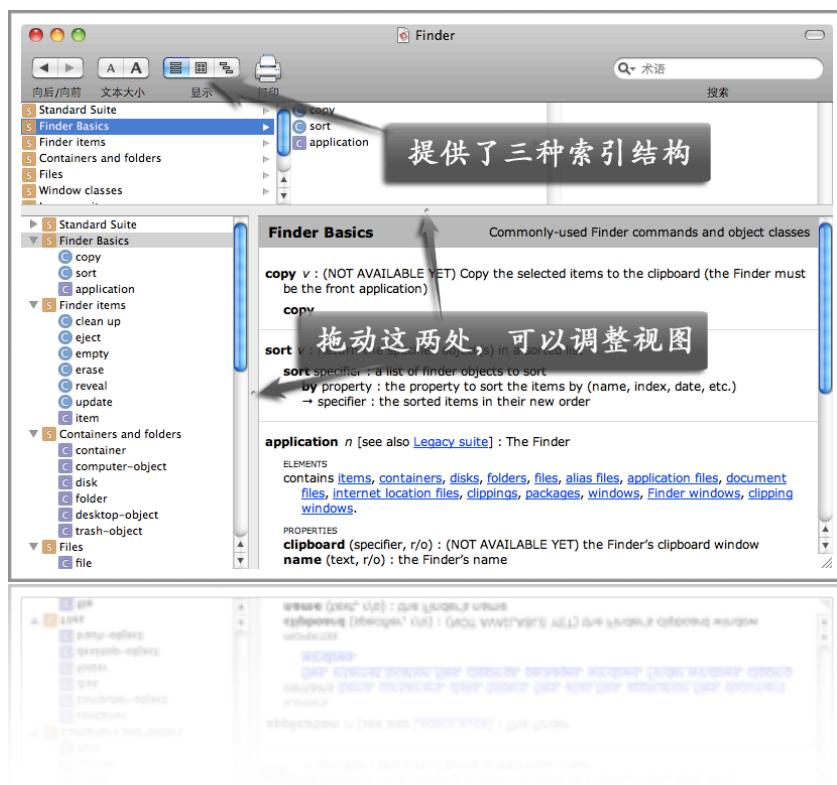 Finder
A A
术语
向后/向前 文本大小 显示 打印 搜索
Standard Suite
Finder Basics
Finder items
Containers and folders
Files
Window classes
copy
sort
application
提供了三种索引结构
Standard Suite
Finder Basics
copy
sort
application
Finder items
clean up
eject
empty
erase
reveal
update
item
Containers and folders
container
computer-object
disk
folder
desktop-object
trash-object
Files
file
Finder Basics Commonly-used Finder commands and object classes
copy v : (NOT AVAILABLE YET) Copy the selected items to the clipboard (the Finder must
be the front application)
copy
拖动这两处，可以调整视图
sort v :
sort specifier : a list of finder objects to sort
by property : the property to sort the items by (name, index, date, etc.)
→ specifier : the sorted items in their new order
application n [see also Legacy suite] : The Finder
ELEMENTS
contains items, containers, disks, folders, files, alias files, application files, document
files, internet location files, clippings, packages, windows, Finder windows, clipping
windows.
PROPERTIES
clipboard (specifier, r/o) : (NOT AVAILABLE YET) the Finder's clipboard window
name (text, r/o) : the Finder's name